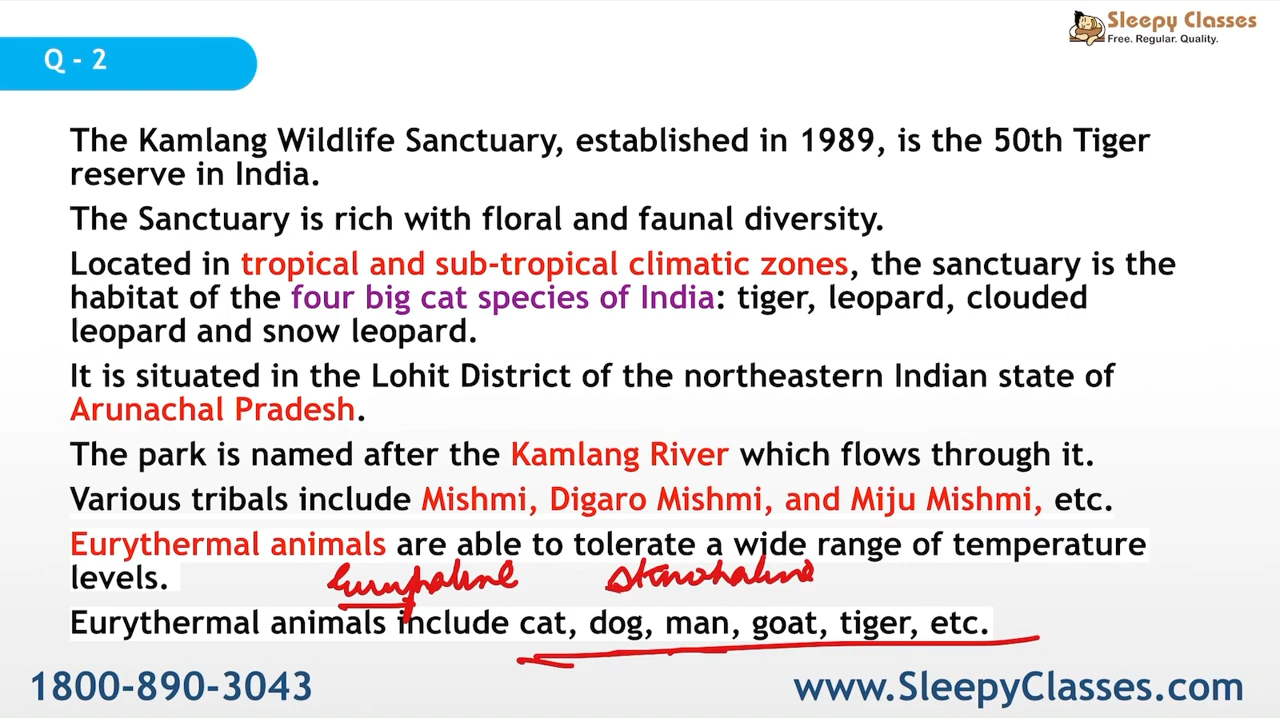 Sleepy Classes
Free. Regular. Quality.
Q - 2
The Kamlang Wildlife Sanctuary, established in 1989, is the 50th Tiger
reserve in India.
The Sanctuary is rich with floral and faunal diversity.
Located in tropical and sub-tropical climatic zones, the sanctuary is the
habitat of the four big cat species of India: tiger, leopard, clouded
leopard and snow leopard.
It is situated in the Lohit District of the northeastern Indian state of
Arunachal Pradesh.
The park is named after the Kamlang River which flows through it.
Various tribals include Mishmi, Digaro Mishmi, and Miju Mishmi, etc.
Eurythermal animals are able to tolerate a wide range of temperature
levels.
Euryhaline Stenohaline
Eurythermal animals include cat, dog, man, goat, tiger, etc.
1800-890-3043 www.SleepyClasses.com